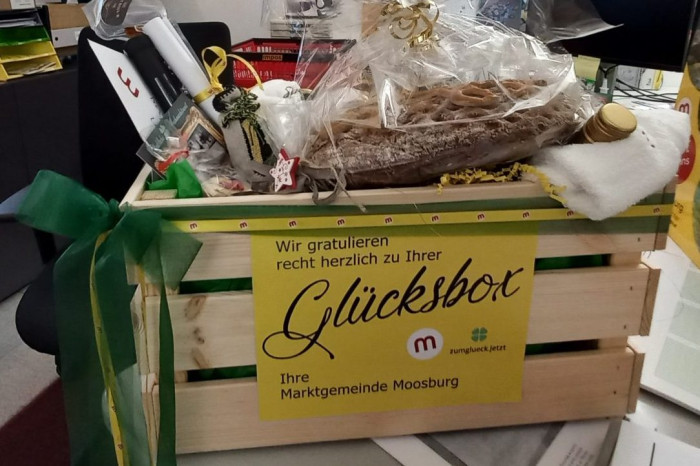 Wir gratulieren
recht herzlich zu Ihrer
Glücksbox
m
zumglueck.jetzt
Ihre
Marktgemeinde Moosburg